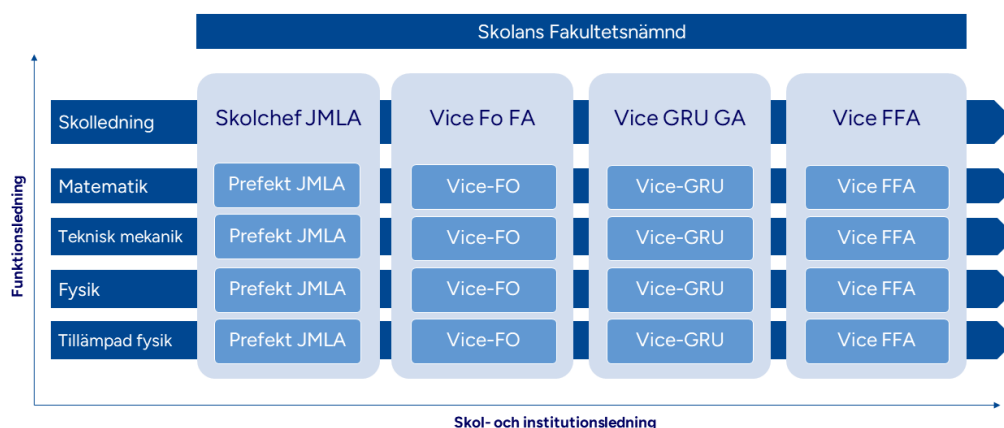 Skolans Fakultetsnämnd
Skolledning
Skolchef JMLA
Vice Fo FA
Vice GRU GA
Vice FFA
Matematik
Prefekt JMLA
Vice-FO
Vice-GRU
Vice FFA
Teknisk mekanik
Prefekt JMLA
Vice-FO
Vice-GRU
Vice FFA
Fysik
Prefekt JMLA
Vice-FO
Vice-GRU
Vice FFA
Tillämpad fysik
Prefekt JMLA
Vice-FO
Vice-GRU
Vice FFA
Funktionsledning
Skol- och institutionsledning